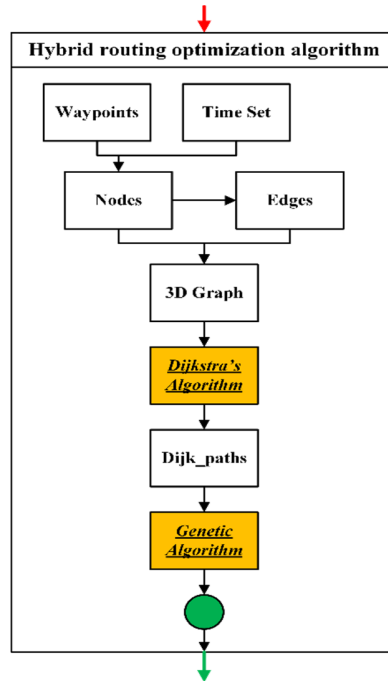 Hybrid routing optimization algorithm
Waypoints
Time Set
Nodes
Edges
3D Graph
Dijkstra's
Algorithm
Dijk_paths
Genetic
Algorithm